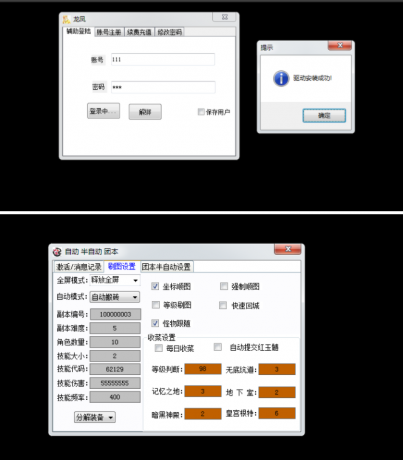 龙凤
辅助登陆 账号注册 续费充值 修改密码
账号 111
密码 ***
登录中... 解绑 保存用户
提示
驱动安装成功!
确定
自动 半自动 团本
激活/消息记录 刷图设置 团本半自动设置
全屏模式: 释放全屏
自动模式: 自动搬砖
副本编号: 100000003
副本难度: 5
角色数量: 10
技能大小: 2
技能代码: 62129
技能伤害: 55555555
技能频率: 400
分解装备
坐标顺图 强制顺图
等级刷图 快速回城
怪物跟随
收菜设置
每日收菜 自动提交红玉髓
等级判断: 90 无底坑道: 3
记忆之地: 3 地下室: 2
暗黑神殿: 2 皇宫根特: 6